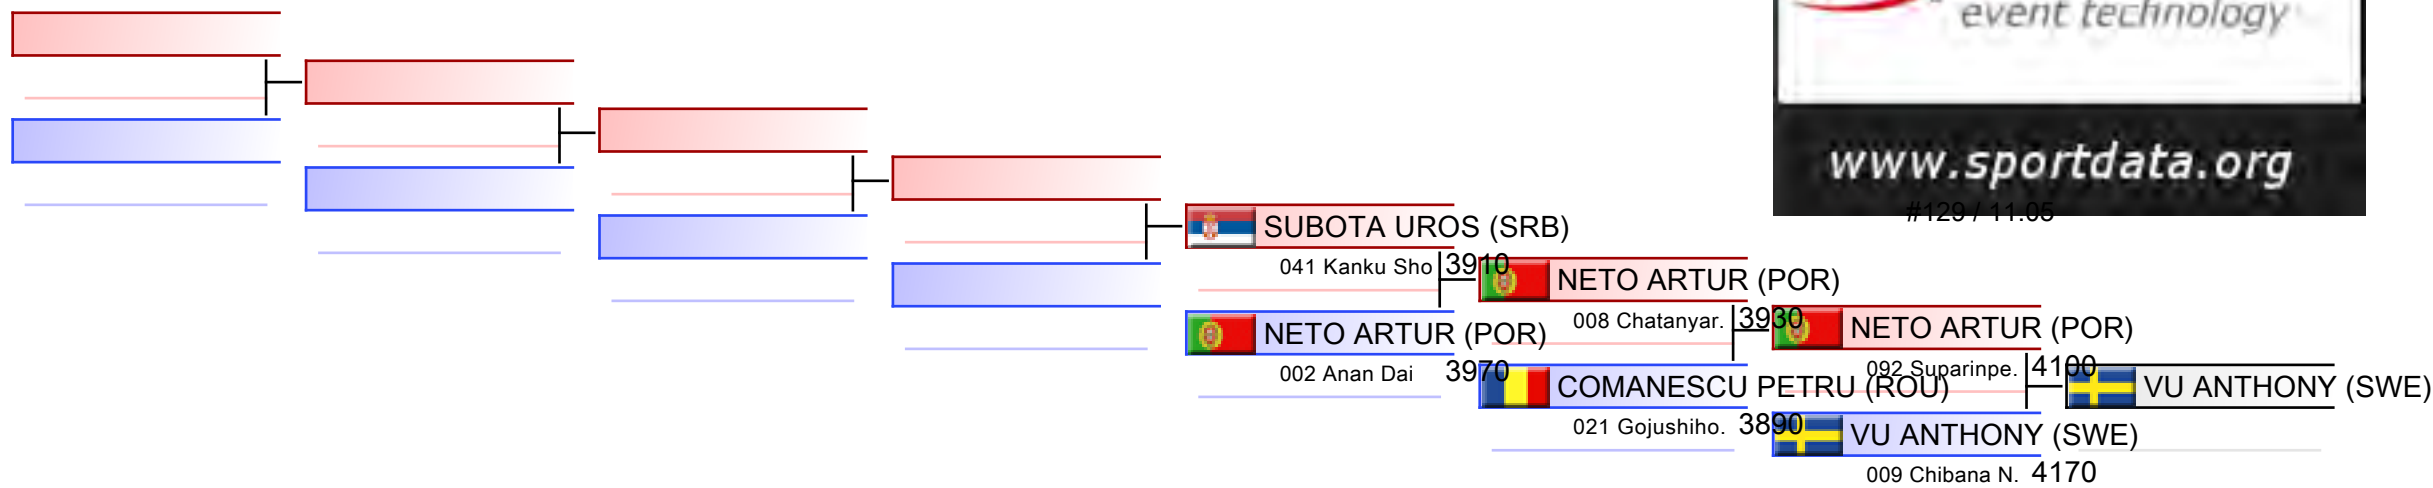 event technology
www.sportdata.org
#129 / 11.05
SUBOTA UROS (SRB)
041 Kanku Sho 3910
NETO ARTUR (POR)
002 Anan Dai 3970
NETO ARTUR (POR)
008 Chatanyar. 3930
COMANESCU PETRU (ROU)
021 Gojushiho. 3890
NETO ARTUR (POR)
092 Suparinpe. 4100
VU ANTHONY (SWE)
009 Chibana N. 4170
VU ANTHONY (SWE)